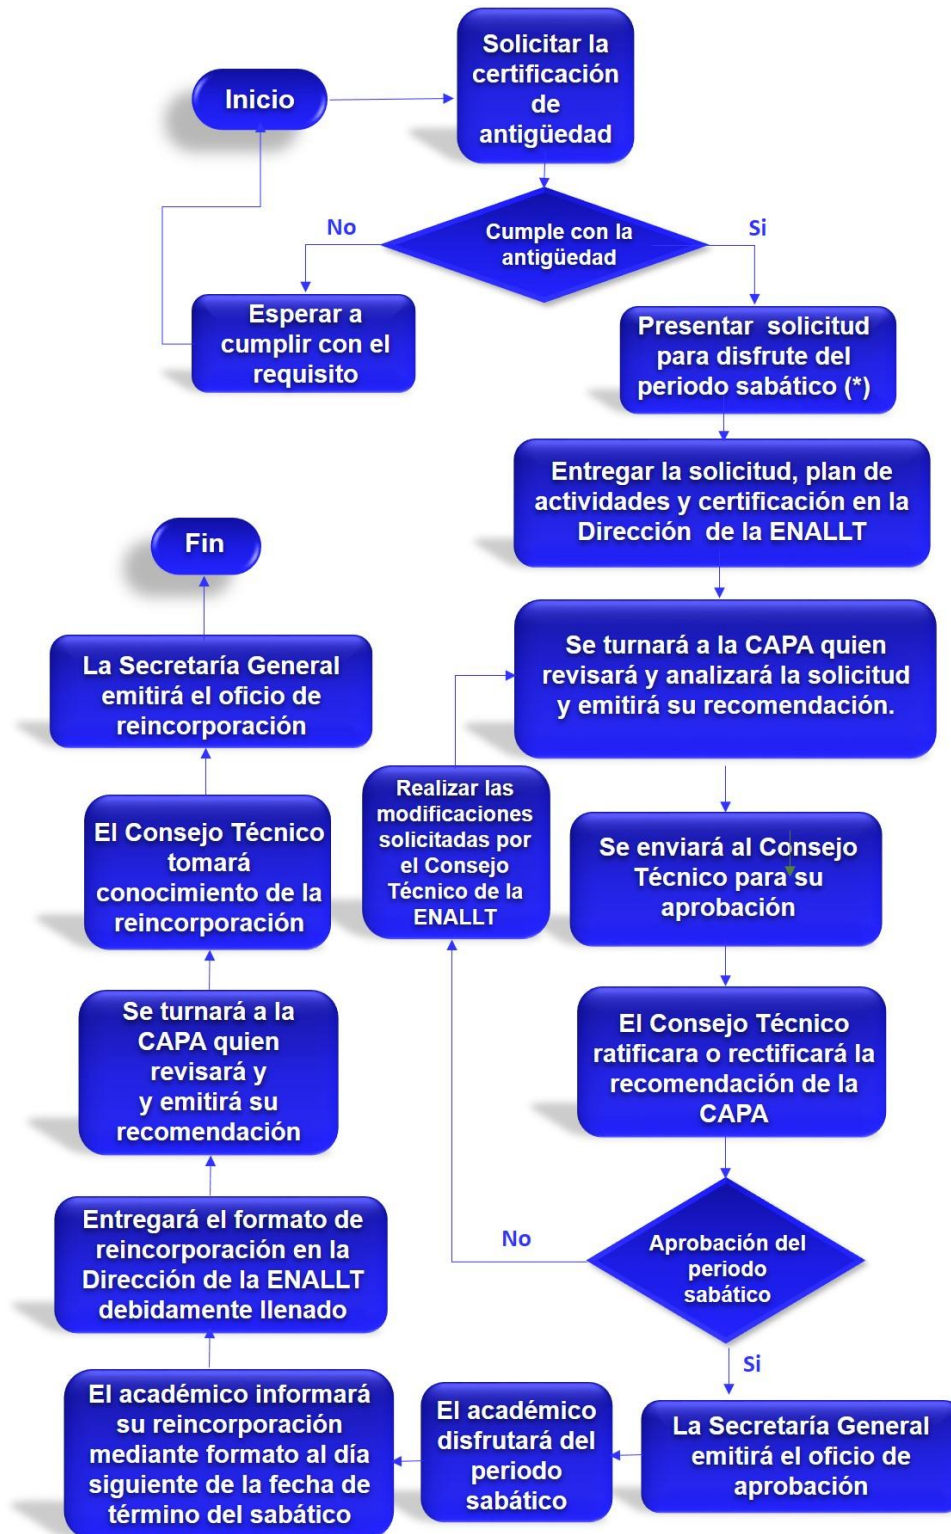 Inicio
Solicitar la
certificación
de
antigüedad
Cumple con la
antigüedad
No
Si
Esperar a
cumplir con el
requisito
Presentar solicitud
para disfrute del
periodo sabático (*)
Entregar la solicitud, plan de
actividades y certificación en la
Dirección de la ENALLT
Se turnará a la CAPA quien
revisará y analizará la solicitud
y emitirá su recomendación.
Se enviará al Consejo
Técnico para su
aprobación
El Consejo Técnico
ratificara o rectificará la
recomendación de la
CAPA
Aprobación del
periodo
sabático
No
Realizar las
modificaciones
solicitadas por
el Consejo
Técnico de la
ENALLT
Si
La Secretaría General
emitirá el oficio de
aprobación
El académico
disfrutará del
periodo
sabático
El académico informará
su reincorporación
mediante formato al día
siguiente de la fecha de
término del sabático
Entregará el formato de
reincorporación en la
Dirección de la ENALLT
debidamente llenado
Se turnará a la
CAPA quien
revisará y
y emitirá su
recomendación
El Consejo Técnico
tomará
conocimiento de la
reincorporación
La Secretaría General
emitirá el oficio de
reincorporación
Fin